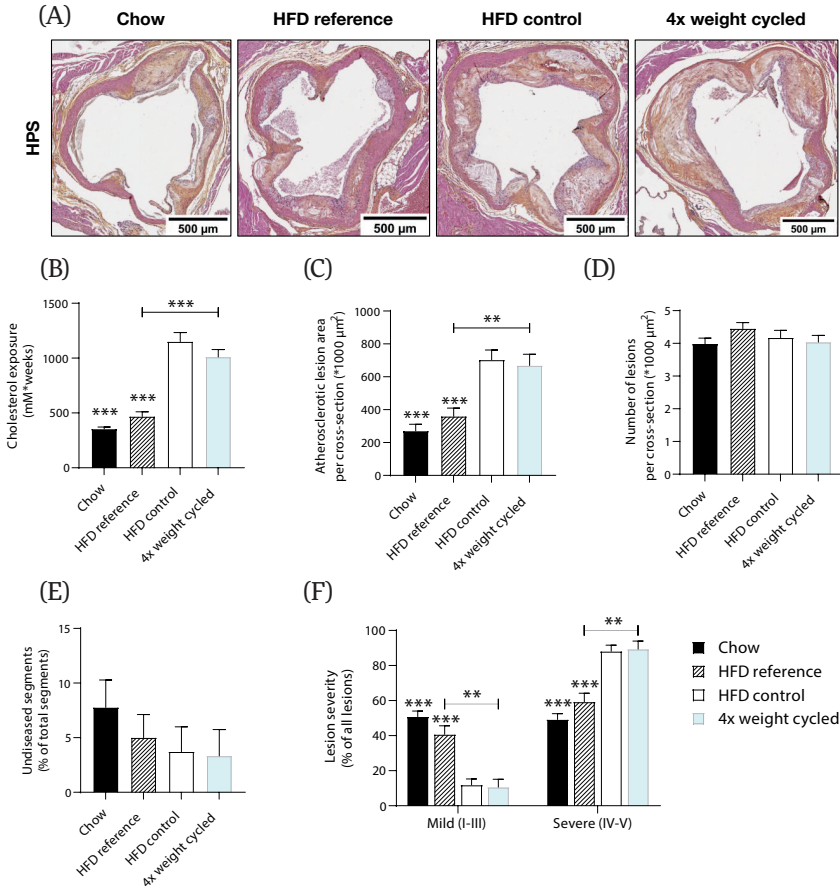 (A)
Chow
HFD reference
HFD control
4x weight cycled
HPS
500 µm
500 µm
500 µm
500 µm
(B)
Cholesterol exposure
(mM*weeks)
1500
1000
500
0
***
***
***
Chow
HFD reference
HFD control
4x weight cycled
(C)
Atherosclerotic lesion area
per cross-section (*1000 µm²)
1000
800
600
400
200
0
**
***
***
Chow
HFD reference
HFD control
4x weight cycled
(D)
Number of lesions
per cross-section (*1000 µm²)
5
4
3
2
1
0
Chow
HFD reference
HFD control
4x weight cycled
(E)
Undiseased segments
(% of total segments)
15
10
5
0
Chow
HFD reference
HFD control
4x weight cycled
(F)
Lesion severity
(% of all lesions)
100
80
60
40
20
0
***
***
**
***
***
**
Mild (I-III)
Severe (IV-V)
Chow
HFD reference
HFD control
4x weight cycled